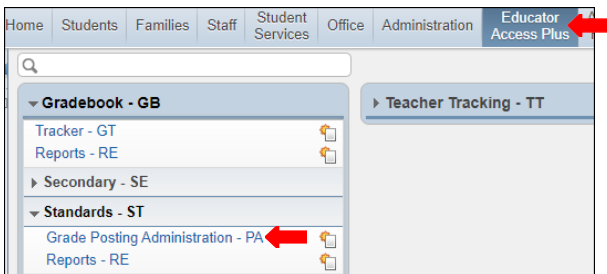 Home Students Families Staff Student Services Office Administration Educator Access Plus
Gradebook - GB
Tracker - GT
Reports - RE
Secondary - SE
Standards - ST
Grade Posting Administration - PA
Reports - RE
Teacher Tracking - TT